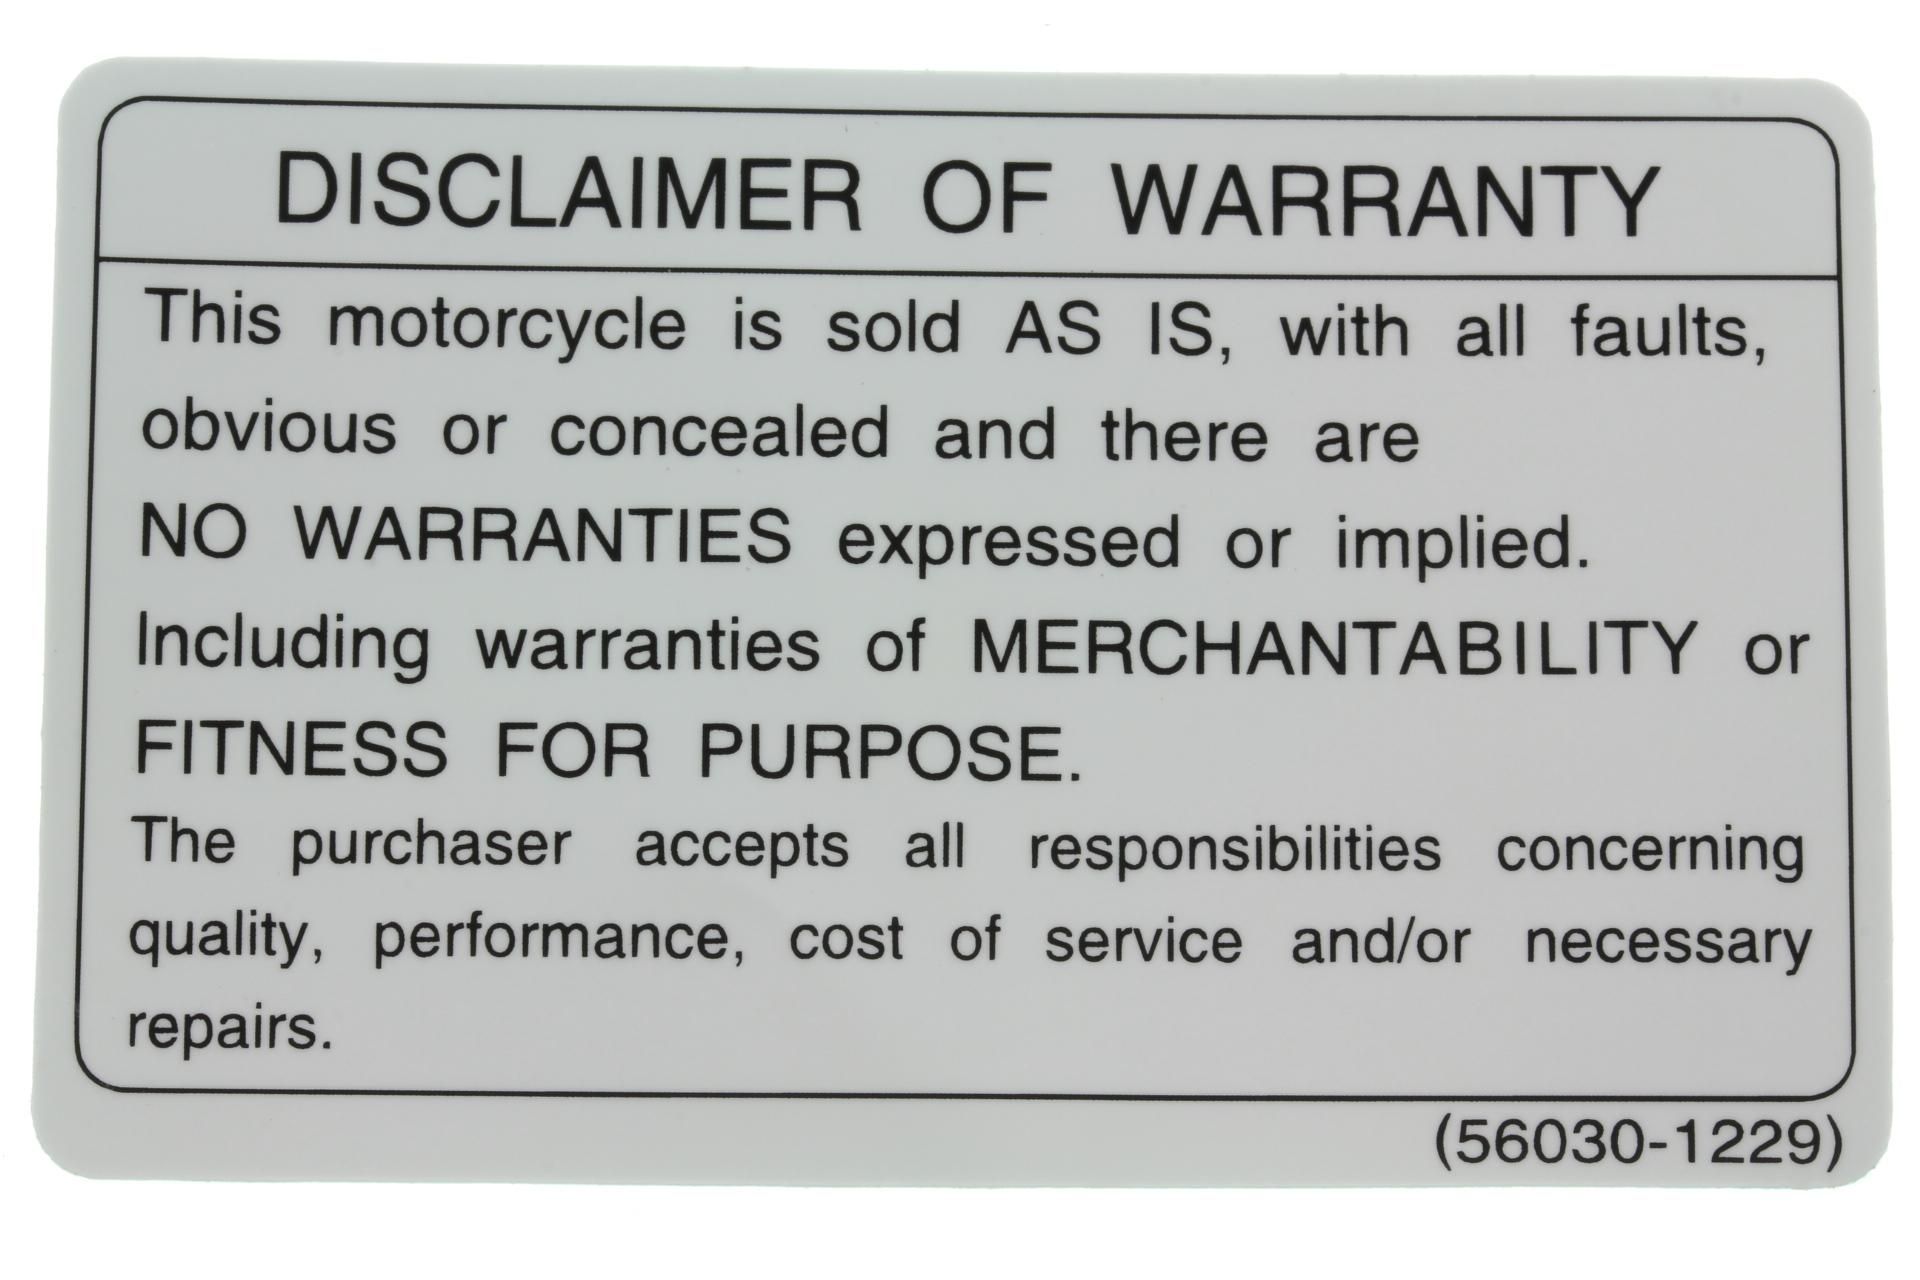 DISCLAIMER OF WARRANTY
This motorcycle is sold AS IS, with all faults,
obvious or concealed and there are
NO WARRANTIES expressed or implied.
Including warranties of MERCHANTABILITY or
FITNESS FOR PURPOSE.
The purchaser accepts all responsibilities concerning
quality, performance, cost of service and/or necessary
repairs.
(56030-1229)